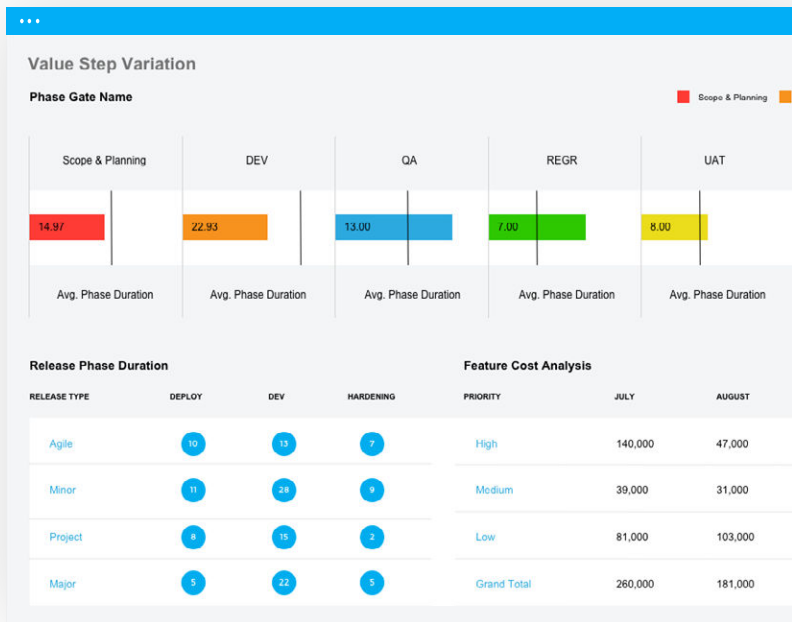 Value Step Variation
Phase Gate Name
Scope & Planning
Scope & Planning DEV QA REGR UAT
14.97 22.93 13.00 7.00 8.00
Avg. Phase Duration Avg. Phase Duration Avg. Phase Duration Avg. Phase Duration Avg. Phase Duration
Release Phase Duration
RELEASE TYPE DEPLOY DEV HARDENING
Agile 10 13 7
Minor 11 28 9
Project 8 15 2
Major 5 22 5
Feature Cost Analysis
PRIORITY JULY AUGUST
High 140,000 47,000
Medium 39,000 31,000
Low 81,000 103,000
Grand Total 260,000 181,000